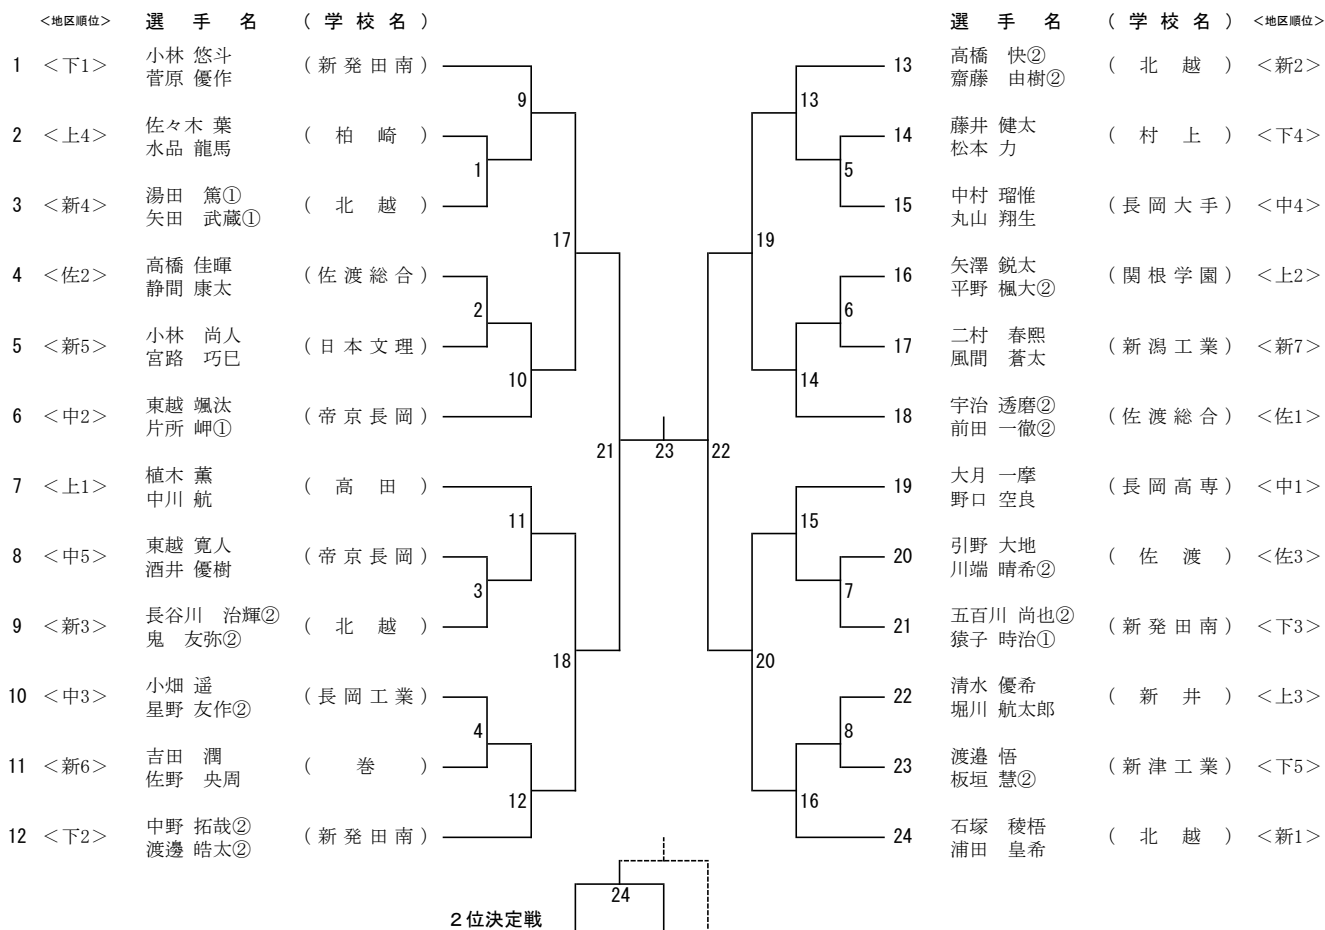 ＜地区順位＞ 選 手 名 ( 学 校 名 )
1 ＜下1＞ 小林 悠斗 菅原 優作 (新発田南)
2 ＜上4＞ 佐々木 葉 水品 龍馬 ( 柏 崎 )
3 ＜新4＞ 湯田 篤① 矢田 武蔵① ( 北 越 )
4 ＜佐2＞ 高橋 佳暉 静間 康太 (佐渡総合)
5 ＜新5＞ 小林 尚人 宮路 巧巳 (日本文理)
6 ＜中2＞ 東越 颯汰 片所 岬① (帝京長岡)
7 ＜上1＞ 植木 薫 中川 航 ( 高 田 )
8 ＜中5＞ 東越 寛人 酒井 優樹 (帝京長岡)
9 ＜新3＞ 長谷川 治輝② 鬼 友弥② ( 北 越 )
10 ＜中3＞ 小畑 遥 星野 友作② (長岡工業)
11 ＜新6＞ 吉田 潤 佐野 央周 ( 巻 )
12 ＜下2＞ 中野 拓哉② 渡邊 皓太② (新発田南)
9
1
17
2
10
21
11
3
18
4
12
23
選 手 名 ( 学 校 名 ) ＜地区順位＞
13 高橋 快② 齋藤 由樹② ( 北 越 ) ＜新2＞
14 藤井 健太 松本 力 ( 村 上 ) ＜下4＞
15 中村 瑠惟 丸山 翔生 (長岡大手) ＜中4＞
16 矢澤 鋭太 平野 楓大② (関根学園) ＜上2＞
17 二村 春熙 風間 蒼太 (新潟工業) ＜新7＞
18 宇治 透磨② 前田 一徹② (佐渡総合) ＜佐1＞
19 大月 一摩 野口 空良 (長岡高専) ＜中1＞
20 引野 大地 川端 晴希② ( 佐 渡 ) ＜佐3＞
21 五百川 尚也② 猿子 時治① (新発田南) ＜下3＞
22 清水 優希 堀川 航太郎 ( 新 井 ) ＜上3＞
23 渡邉 悟 板垣 慧② (新津工業) ＜下5＞
24 石塚 稜悟 浦田 皇希 ( 北 越 ) ＜新1＞
13
5
19
6
14
22
15
7
20
8
16
24
２位決定戦